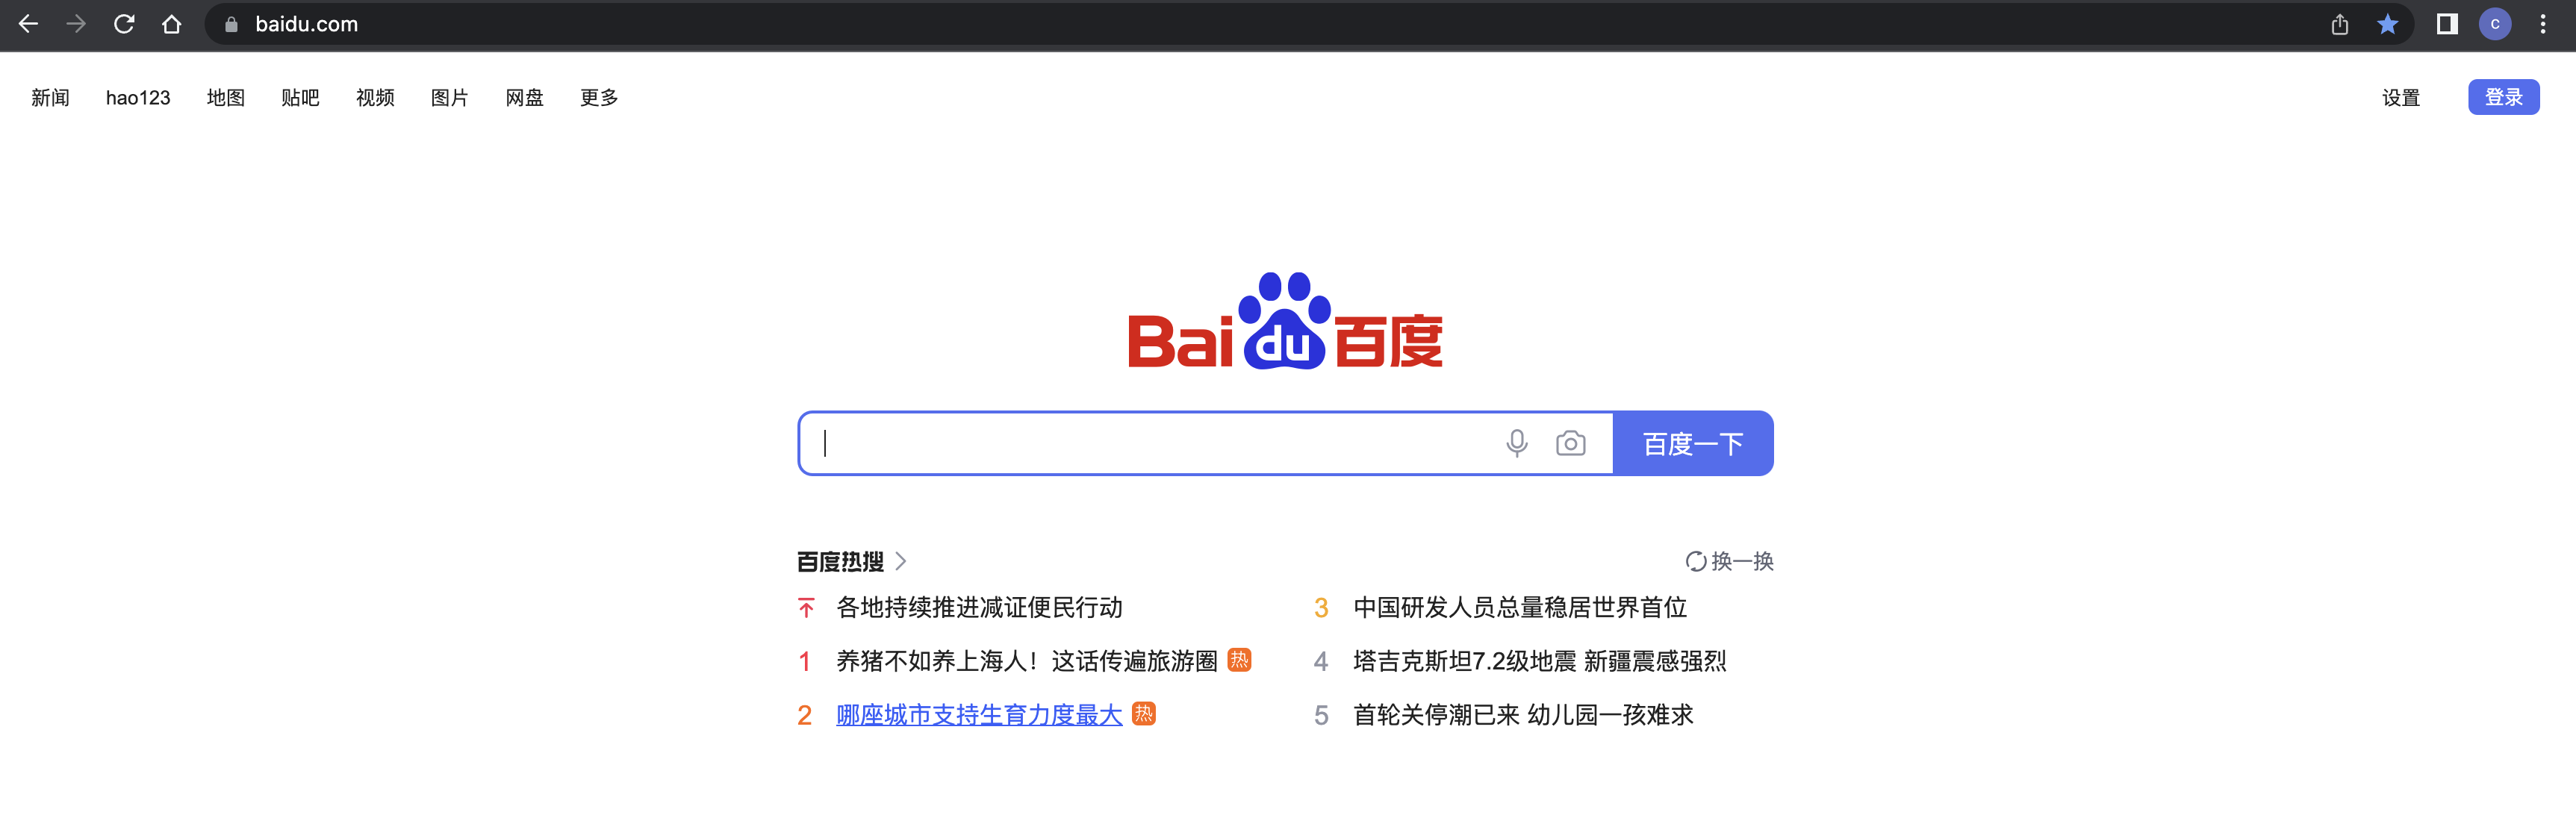 baidu.com
C
新闻 hao123 地图 贴吧 视频 图片 网盘 更多 设置 登录
Bai du 百度
百度一下
百度热搜 换一换
各地持续推进减证便民行动
1 养猪不如养上海人！这话传遍旅游圈 热
2 哪座城市支持生育力度最大 热
3 中国研发人员总量稳居世界首位
4 塔吉克斯坦7.2级地震 新疆震感强烈
5 首轮关停潮已来 幼儿园一孩难求